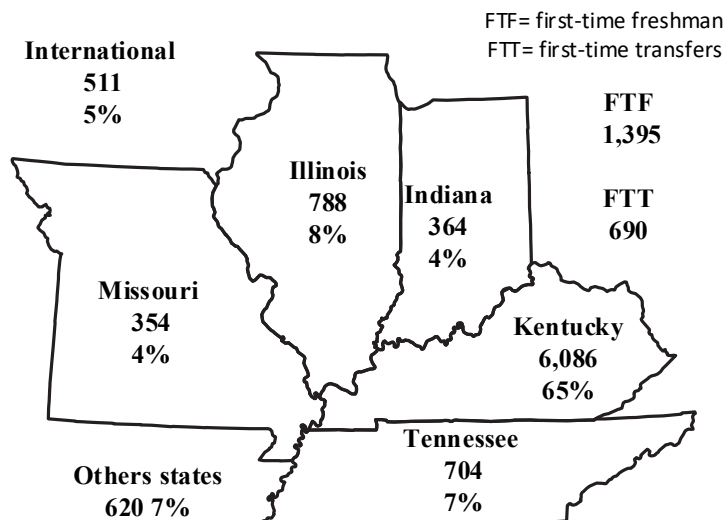 FTF= first-time freshman
FTT= first-time transfers
International
511
5%
FTF
1,395
Illinois
788
8%
Indiana
364
4%
FTT
690
Missouri
354
4%
Kentucky
6,086
65%
Tennessee
704
7%
Others states
620 7%